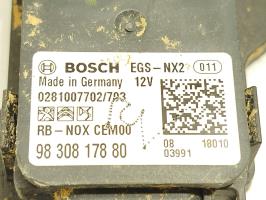 BOSCH EGS-NX2 011
Made in Germany 12V
0281007702/703
RB-NOX CEM00
98 308 178 80
08 18010
03991